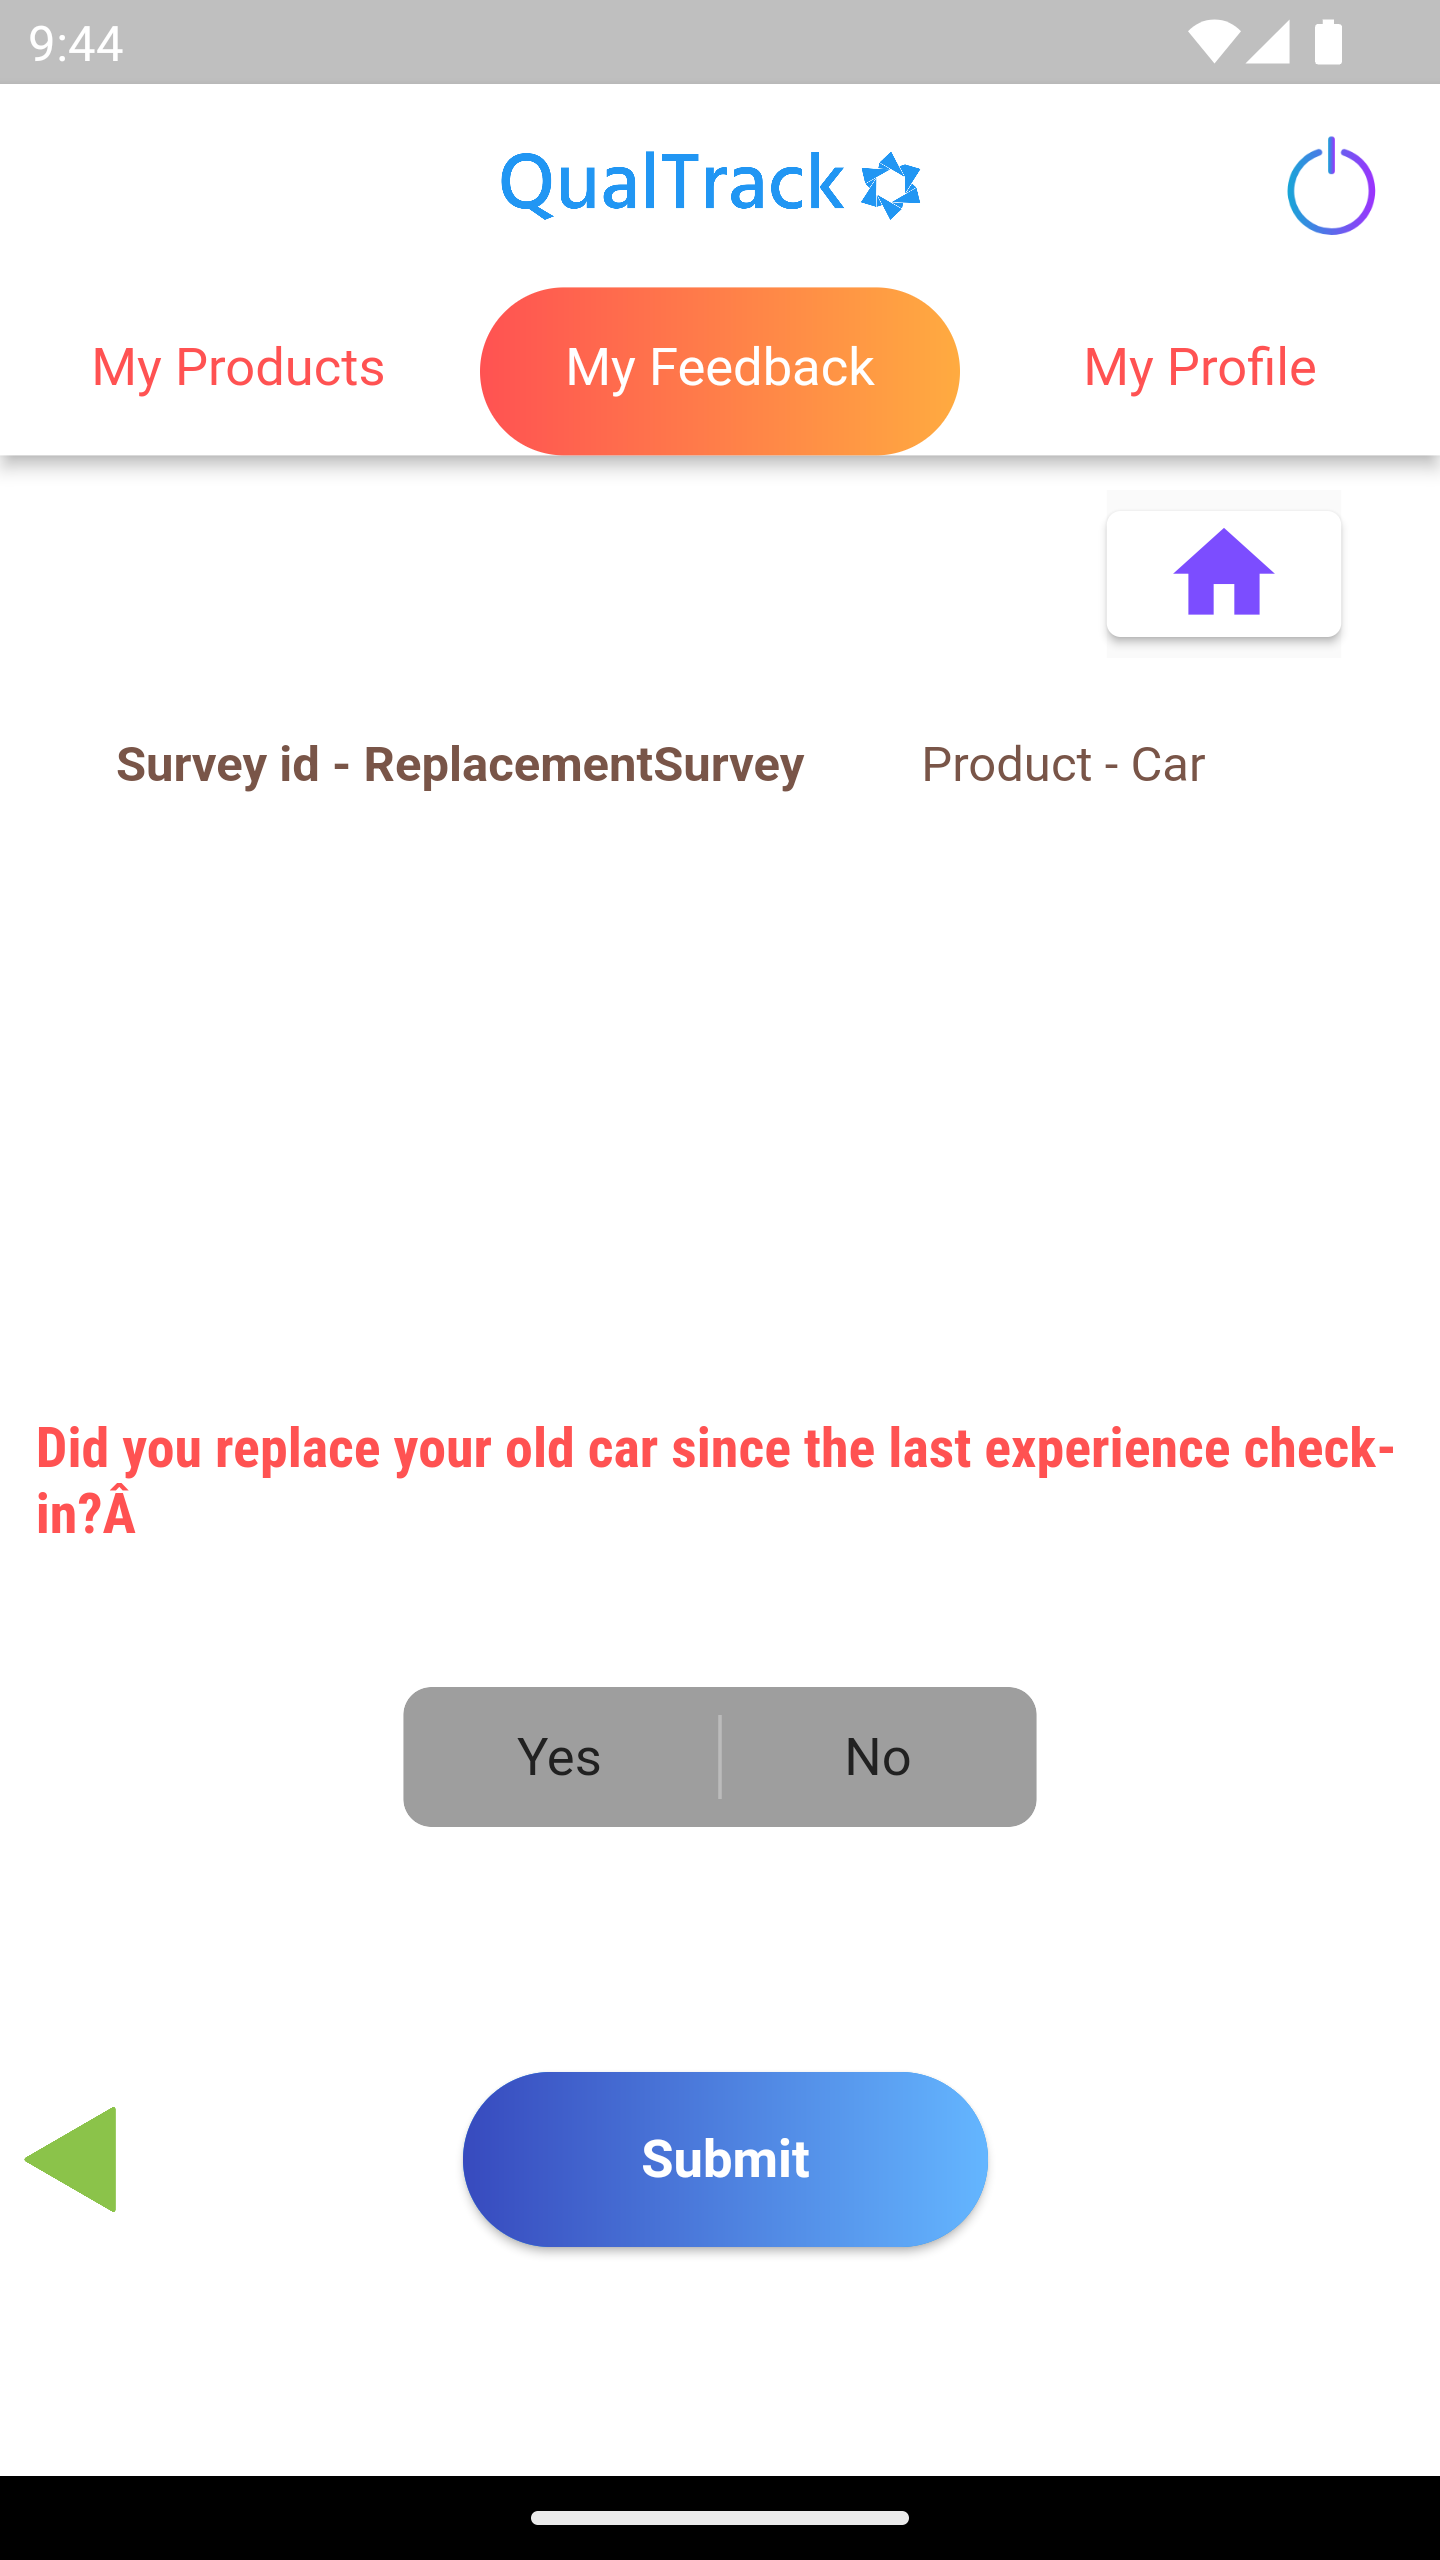 9:44
QualTrack
My Products
My Feedback
My Profile
Survey id - ReplacementSurvey
Product - Car
Did you replace your old car since the last experience check-
in?Â
Yes
No
Submit